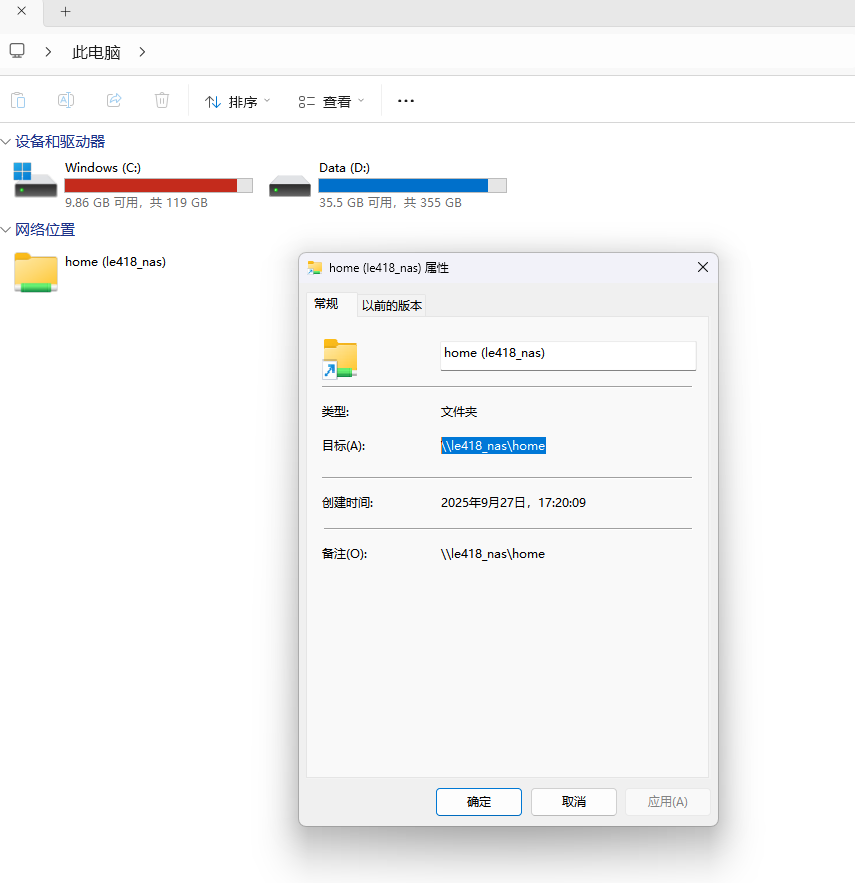 此电脑
排序
查看
设备和驱动器
Windows (C:)
9.86 GB 可用，共 119 GB
Data (D:)
35.5 GB 可用，共 355 GB
网络位置
home (le418_nas)
home (le418_nas) 属性
常规
以前的版本
home (le418_nas)
类型:
文件夹
目标(A):
\\le418_nas\home
创建时间:
2025年9月27日，17:20:09
备注(O):
\\le418_nas\home
确定
取消
应用(A)